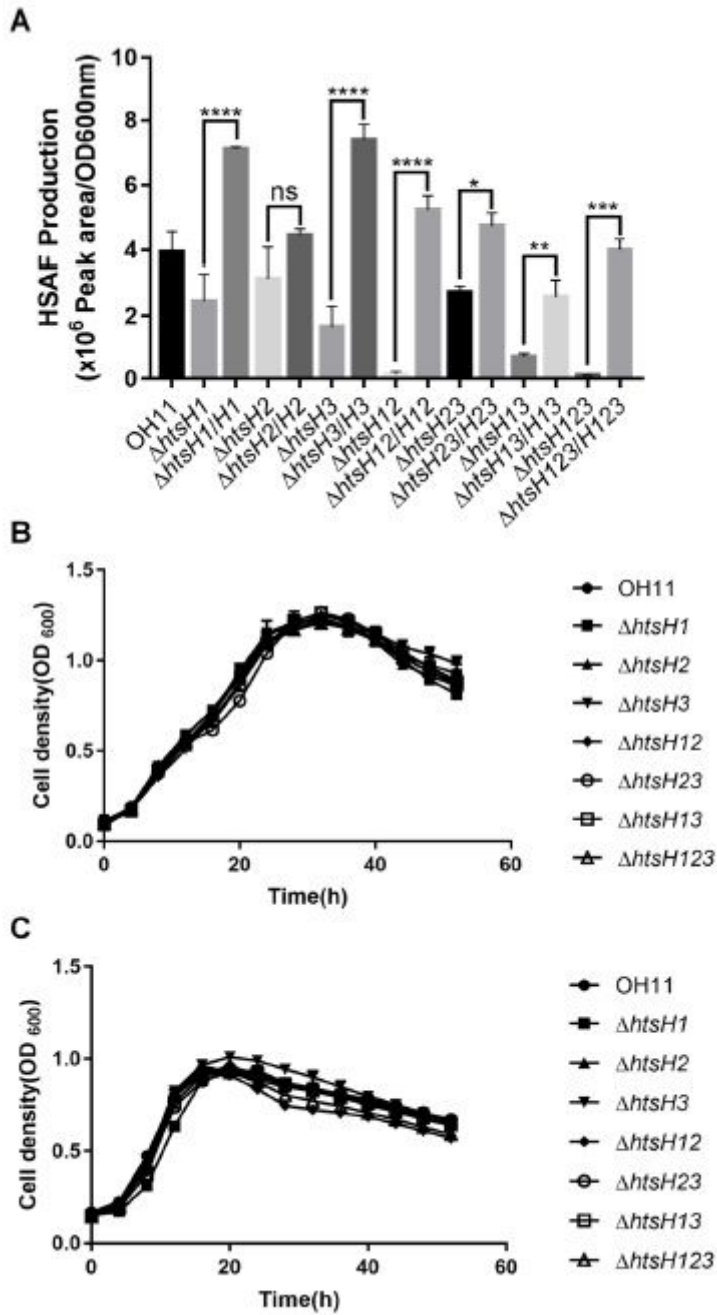 A
HSAF Production
(x10⁶ Peak area/OD600nm)
10
8
6
4
2
0
****
ns
****
****
*
**
***
OH11
ΔhtsH1
ΔhtsH1/H1
ΔhtsH2
ΔhtsH2/H2
ΔhtsH3
ΔhtsH3/H3
ΔhtsH12
ΔhtsH12/H12
ΔhtsH23
ΔhtsH23/H23
ΔhtsH13
ΔhtsH13/H13
ΔhtsH123
ΔhtsH123/H123
B
Cell density(OD 600)
1.5
1.0
0.5
0.0
0
20
40
60
Time(h)
OH11
ΔhtsH1
ΔhtsH2
ΔhtsH3
ΔhtsH12
ΔhtsH23
ΔhtsH13
ΔhtsH123
C
Cell density(OD 600)
1.5
1.0
0.5
0.0
0
20
40
60
Time(h)
OH11
ΔhtsH1
ΔhtsH2
ΔhtsH3
ΔhtsH12
ΔhtsH23
ΔhtsH13
ΔhtsH123